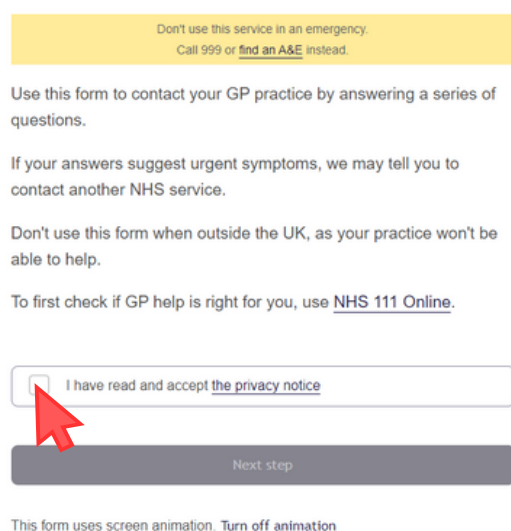 Don't use this service in an emergency.
Call 999 or find an A&E instead.
Use this form to contact your GP practice by answering a series of
questions.
If your answers suggest urgent symptoms, we may tell you to
contact another NHS service.
Don't use this form when outside the UK, as your practice won't be
able to help.
To first check if GP help is right for you, use NHS 111 Online.
I have read and accept the privacy notice
Next step
This form uses screen animation. Turn off animation